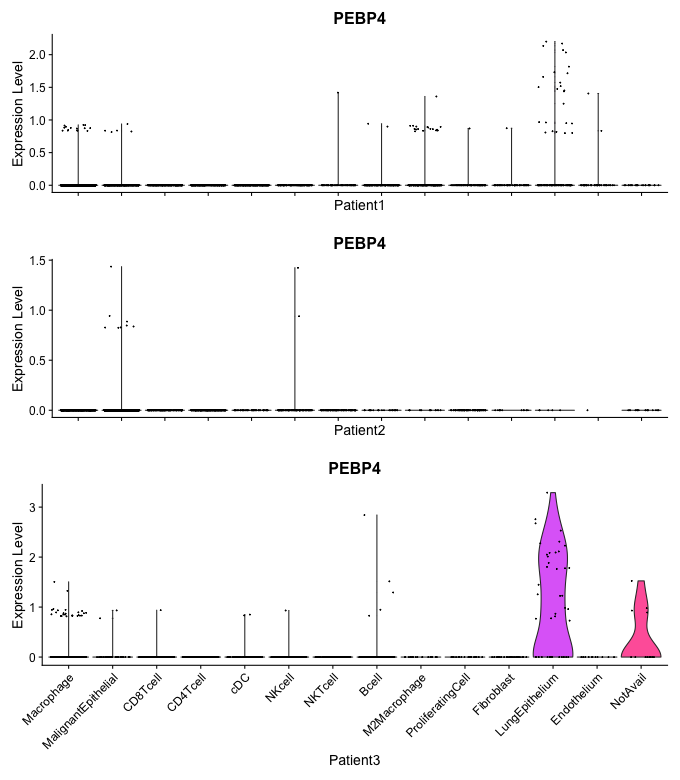 PEBP4
Expression Level
2.0
1.5
1.0
0.5
0.0
Patient1
PEBP4
Expression Level
1.5
1.0
0.5
0.0
Patient2
PEBP4
Expression Level
3
2
1
0
Macrophage
MalignantEpithelial
CD8Tcell
CD4Tcell
cDC
NKcell
NKTcell
Bcell
M2Macrophage
ProliferatingCell
Fibroblast
LungEpithelium
Endothelium
NotAvail
Patient3